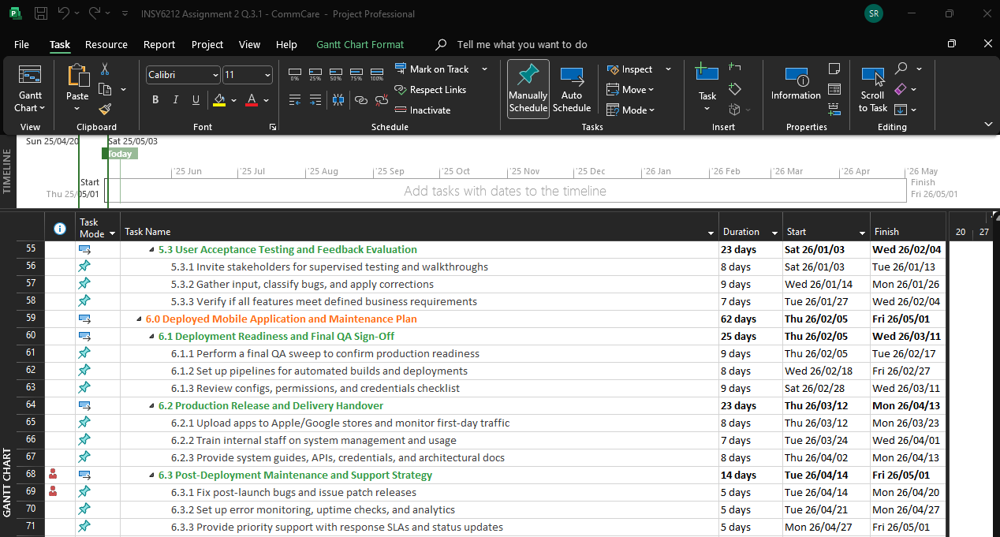 INSY6212 Assignment 2 Q.3.1 - CommCare - Project Professional
SR
File Task Resource Report Project View Help Gantt Chart Format Tell me what you want to do
Gantt Chart
View
Paste
Clipboard
Calibri 11
B I U A
Font
0% 25% 50% 75% 100%
Mark on Track
Respect Links
Inactivate
Schedule
Manually Schedule
Auto Schedule
Inspect
Move
Mode
Tasks
Task
Insert
Information
Properties
Scroll to Task
Editing
TIMELINE
Sun 25/04/20 Sat 25/05/03
Today
'25 Jun '25 Jul '25 Aug '25 Sep '25 Oct '25 Nov '25 Dec '26 Jan '26 Feb '26 Mar '26 Apr '26 May
Start
Thu 25/05/01
Add tasks with dates to the timeline
Finish
Fri 26/05/01
Task Mode Task Name Duration Start Finish 20 27
55 5.3 User Acceptance Testing and Feedback Evaluation 23 days Sat 26/01/03 Wed 26/02/04
56 5.3.1 Invite stakeholders for supervised testing and walkthroughs 8 days Sat 26/01/03 Tue 26/01/13
57 5.3.2 Gather input, classify bugs, and apply corrections 9 days Wed 26/01/14 Mon 26/01/26
58 5.3.3 Verify if all features meet defined business requirements 7 days Tue 26/01/27 Wed 26/02/04
59 6.0 Deployed Mobile Application and Maintenance Plan 62 days Thu 26/02/05 Fri 26/05/01
60 6.1 Deployment Readiness and Final QA Sign-Off 25 days Thu 26/02/05 Wed 26/03/11
61 6.1.1 Perform a final QA sweep to confirm production readiness 9 days Thu 26/02/05 Tue 26/02/17
62 6.1.2 Set up pipelines for automated builds and deployments 8 days Wed 26/02/18 Fri 26/02/27
63 6.1.3 Review configs, permissions, and credentials checklist 9 days Sat 26/02/28 Wed 26/03/11
64 6.2 Production Release and Delivery Handover 23 days Thu 26/03/12 Mon 26/04/13
65 6.2.1 Upload apps to Apple/Google stores and monitor first-day traffic 8 days Thu 26/03/12 Mon 26/03/23
66 6.2.2 Train internal staff on system management and usage 7 days Tue 26/03/24 Wed 26/04/01
67 6.2.3 Provide system guides, APIs, credentials, and architectural docs 8 days Thu 26/04/02 Mon 26/04/13
68 6.3 Post-Deployment Maintenance and Support Strategy 14 days Tue 26/04/14 Fri 26/05/01
69 6.3.1 Fix post-launch bugs and issue patch releases 5 days Tue 26/04/14 Mon 26/04/20
70 6.3.2 Set up error monitoring, uptime checks, and analytics 5 days Tue 26/04/21 Mon 26/04/27
71 6.3.3 Provide priority support with response SLAs and status updates 5 days Mon 26/04/27 Fri 26/05/01
GANTT CHART